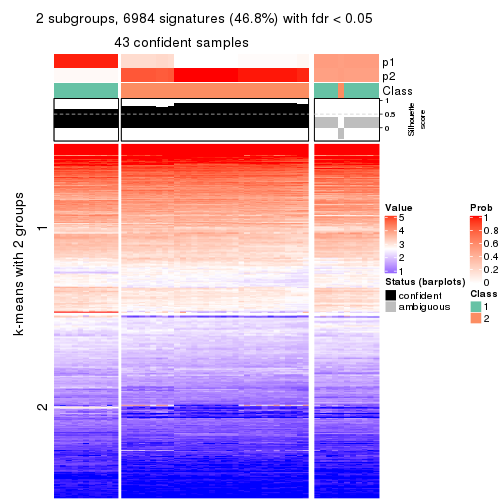 2 subgroups, 6984 signatures (46.8%) with fdr < 0.05
43 confident samples
p1
p2
Class
1
0.5
0
Silhouette
score
k-means with 2 groups
1
2
Value
5
4
3
2
1
Status (barplots)
confident
ambiguous
Prob
1
0.8
0.6
0.4
0.2
0
Class
1
2